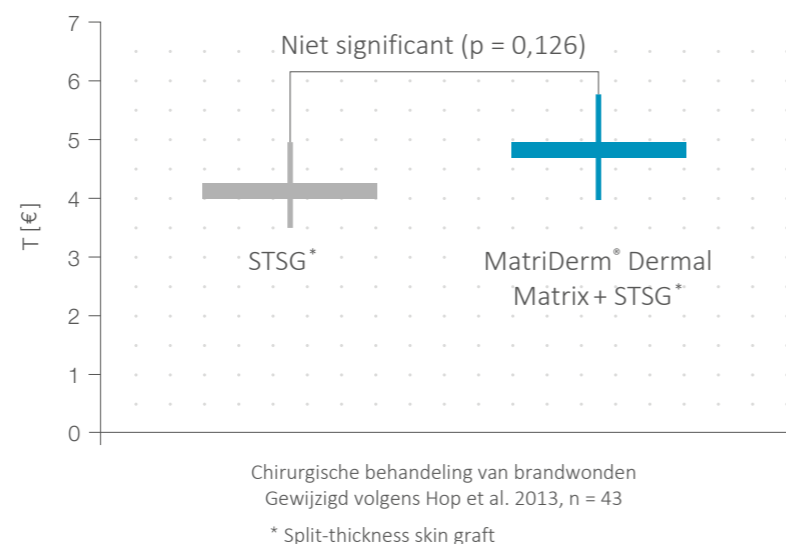 7
Niet significant (p = 0,126)
6
5
4
T [€]
3
STSG*
MatriDerm® Dermal
Matrix + STSG*
2
1
0
Chirurgische behandeling van brandwonden
Gewijzigd volgens Hop et al. 2013, n = 43
* Split-thickness skin graft